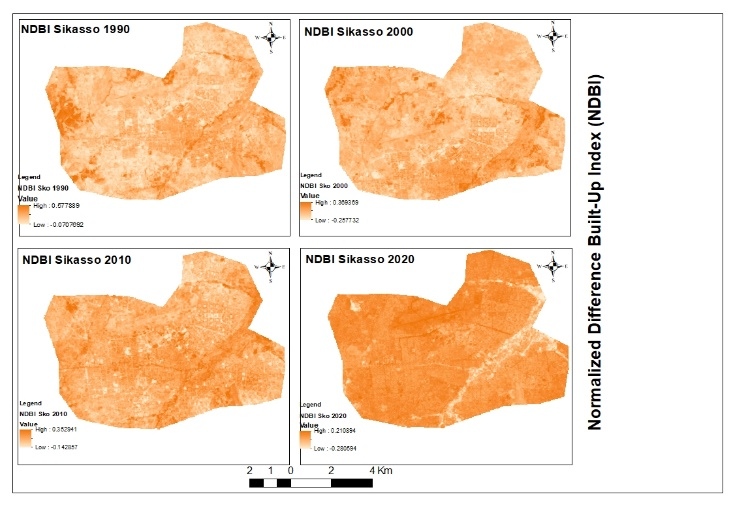 NDBI Sikasso 1990
N
W E
S
Legend
NDBI Sko 1990
Value
High : 0.577889
Low : -0.0707692
NDBI Sikasso 2000
N
W E
S
Legend
NDBI Sko 2000
Value
High : 0.369369
Low : -0.257732
NDBI Sikasso 2010
N
W E
S
Legend
NDBI Sko 2010
Value
High : 0.352941
Low : -0.142857
NDBI Sikasso 2020
N
W E
S
Legend
NDBI Sko 2020
Value
High : 0.210894
Low : -0.280594
Normalized Difference Built-Up Index (NDBI)
2 1 0 2 4 Km